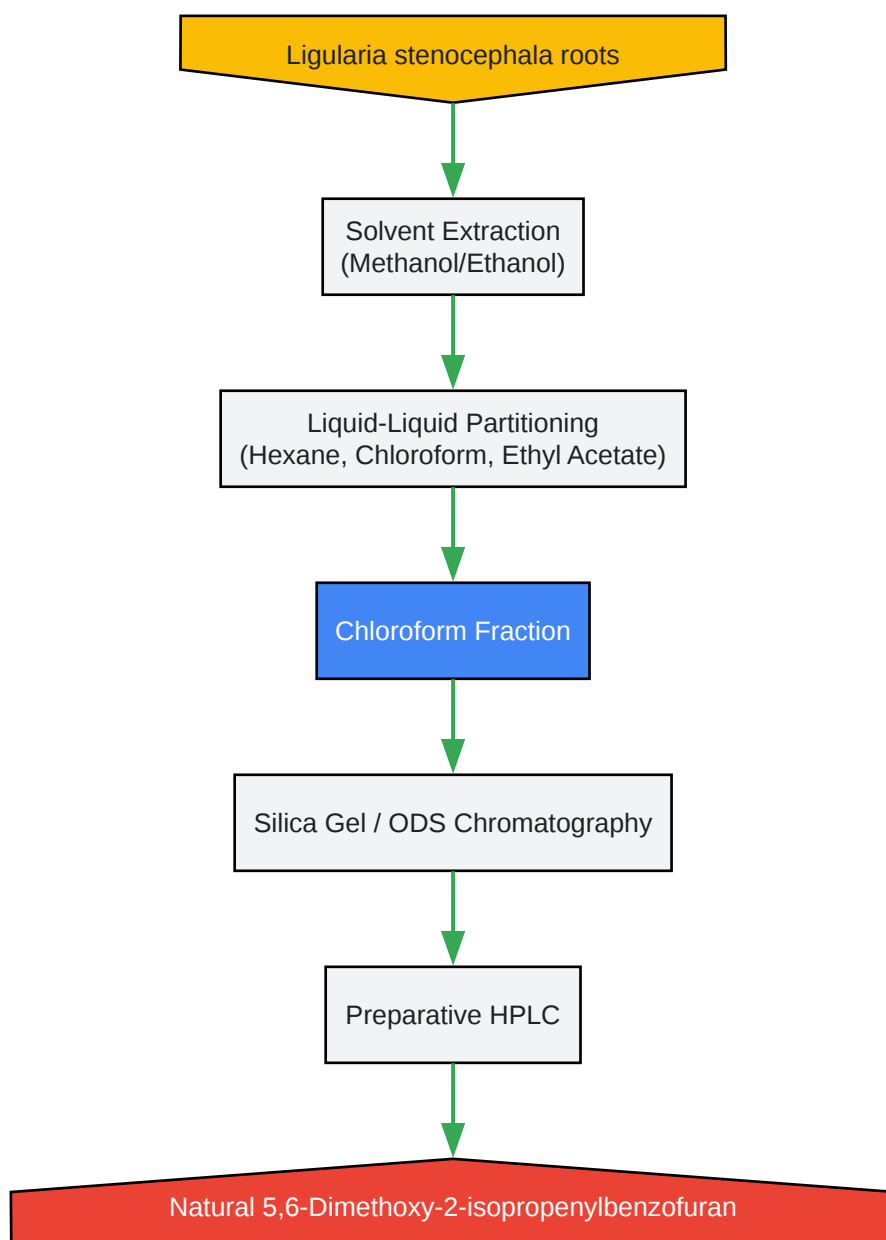 Ligularia stenocephala roots
Solvent Extraction
(Methanol/Ethanol)
Liquid-Liquid Partitioning
(Hexane, Chloroform, Ethyl Acetate)
Chloroform Fraction
Silica Gel / ODS Chromatography
Preparative HPLC
Natural 5,6-Dimethoxy-2-isopropenylbenzofuran